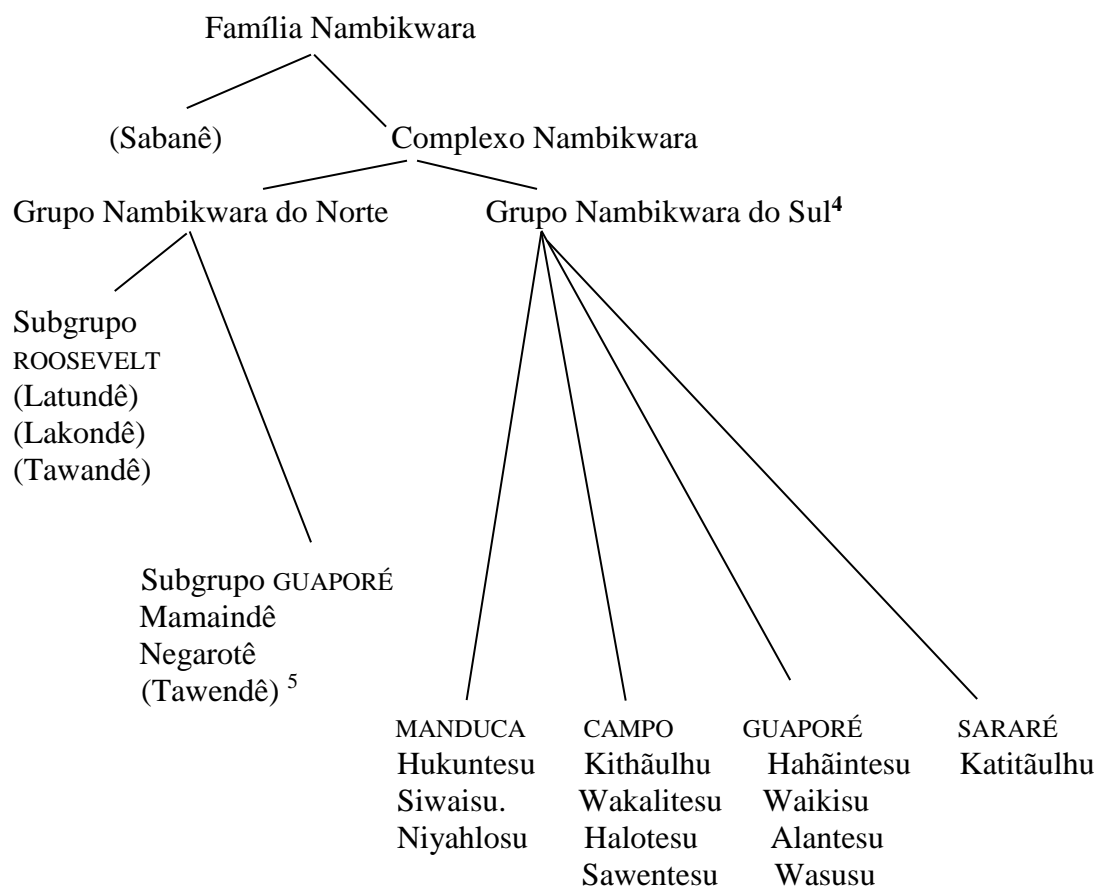 Família Nambikwara
(Sabanê) Complexo Nambikwara
Grupo Nambikwara do Norte Grupo Nambikwara do Sul4
Subgrupo
ROOSEVELT
(Latundê)
(Lakondê)
(Tawandê)
Subgrupo GUAPORÉ
Mamaindê
Negarotê
(Tawendê) 5
MANDUCA CAMPO GUAPORÉ SARARÉ
Hukuntesu Kithãulhu Hahãintesu Katitãulhu
Siwaisu. Wakalitesu Waikisu
Niyahlosu Halotesu Alantesu
Sawentesu Wasusu